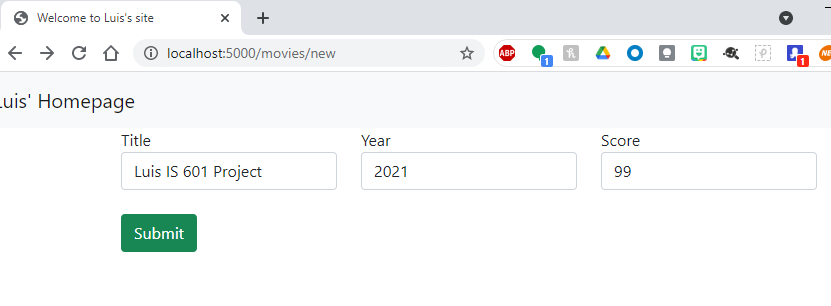 Welcome to Luis's site
localhost:5000/movies/new
ABP 1 1
Luis' Homepage
Title Year Score
Luis IS 601 Project 2021 99
Submit